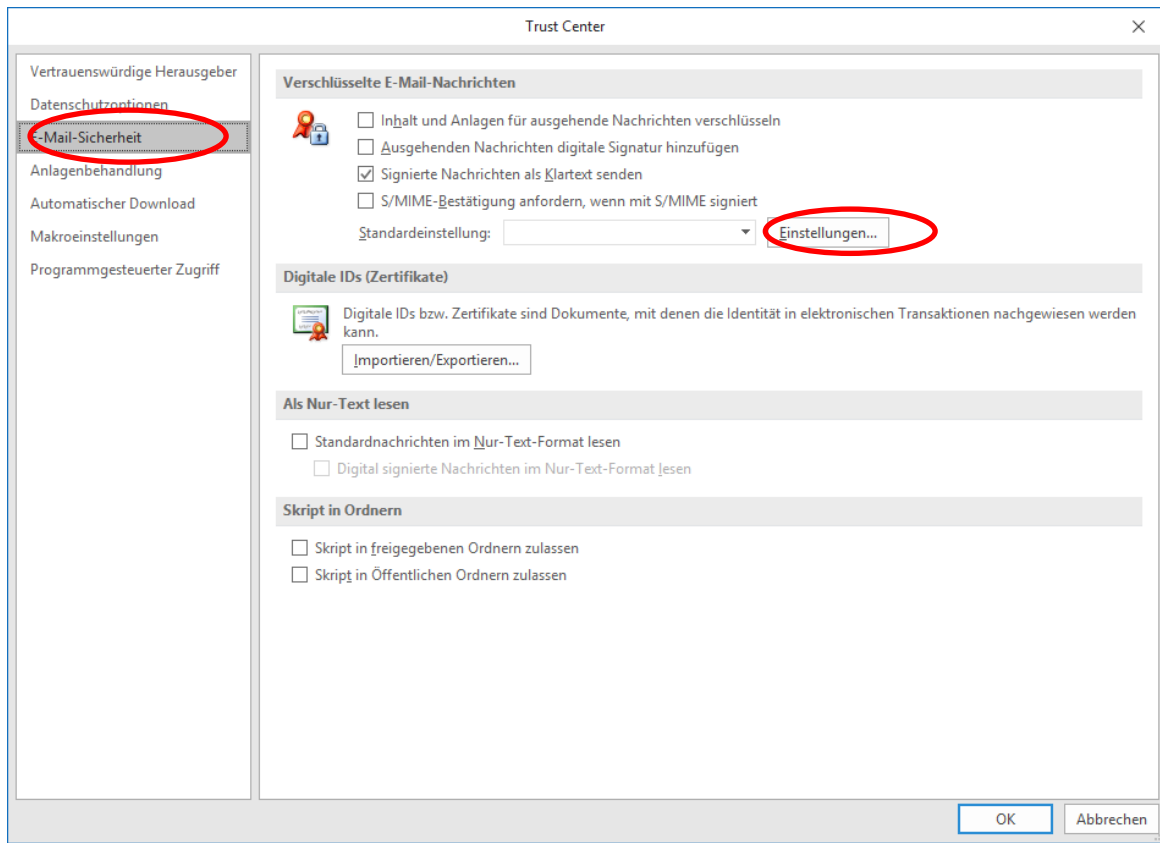 Trust Center
Vertrauenswürdige Herausgeber
Datenschutzoptionen
E-Mail-Sicherheit
Anlagenbehandlung
Automatischer Download
Makroeinstellungen
Programmgesteuerter Zugriff
Verschlüsselte E-Mail-Nachrichten
Inhalt und Anlagen für ausgehende Nachrichten verschlüsseln
Ausgehenden Nachrichten digitale Signatur hinzufügen
Signierte Nachrichten als Klartext senden
S/MIME-Bestätigung anfordern, wenn mit S/MIME signiert
Standardeinstellung:
Einstellungen...
Digitale IDs (Zertifikate)
Digitale IDs bzw. Zertifikate sind Dokumente, mit denen die Identität in elektronischen Transaktionen nachgewiesen werden
kann.
Importieren/Exportieren...
Als Nur-Text lesen
Standardnachrichten im Nur-Text-Format lesen
Digital signierte Nachrichten im Nur-Text-Format lesen
Skript in Ordnern
Skript in freigegebenen Ordnern zulassen
Skript in Öffentlichen Ordnern zulassen
OK
Abbrechen